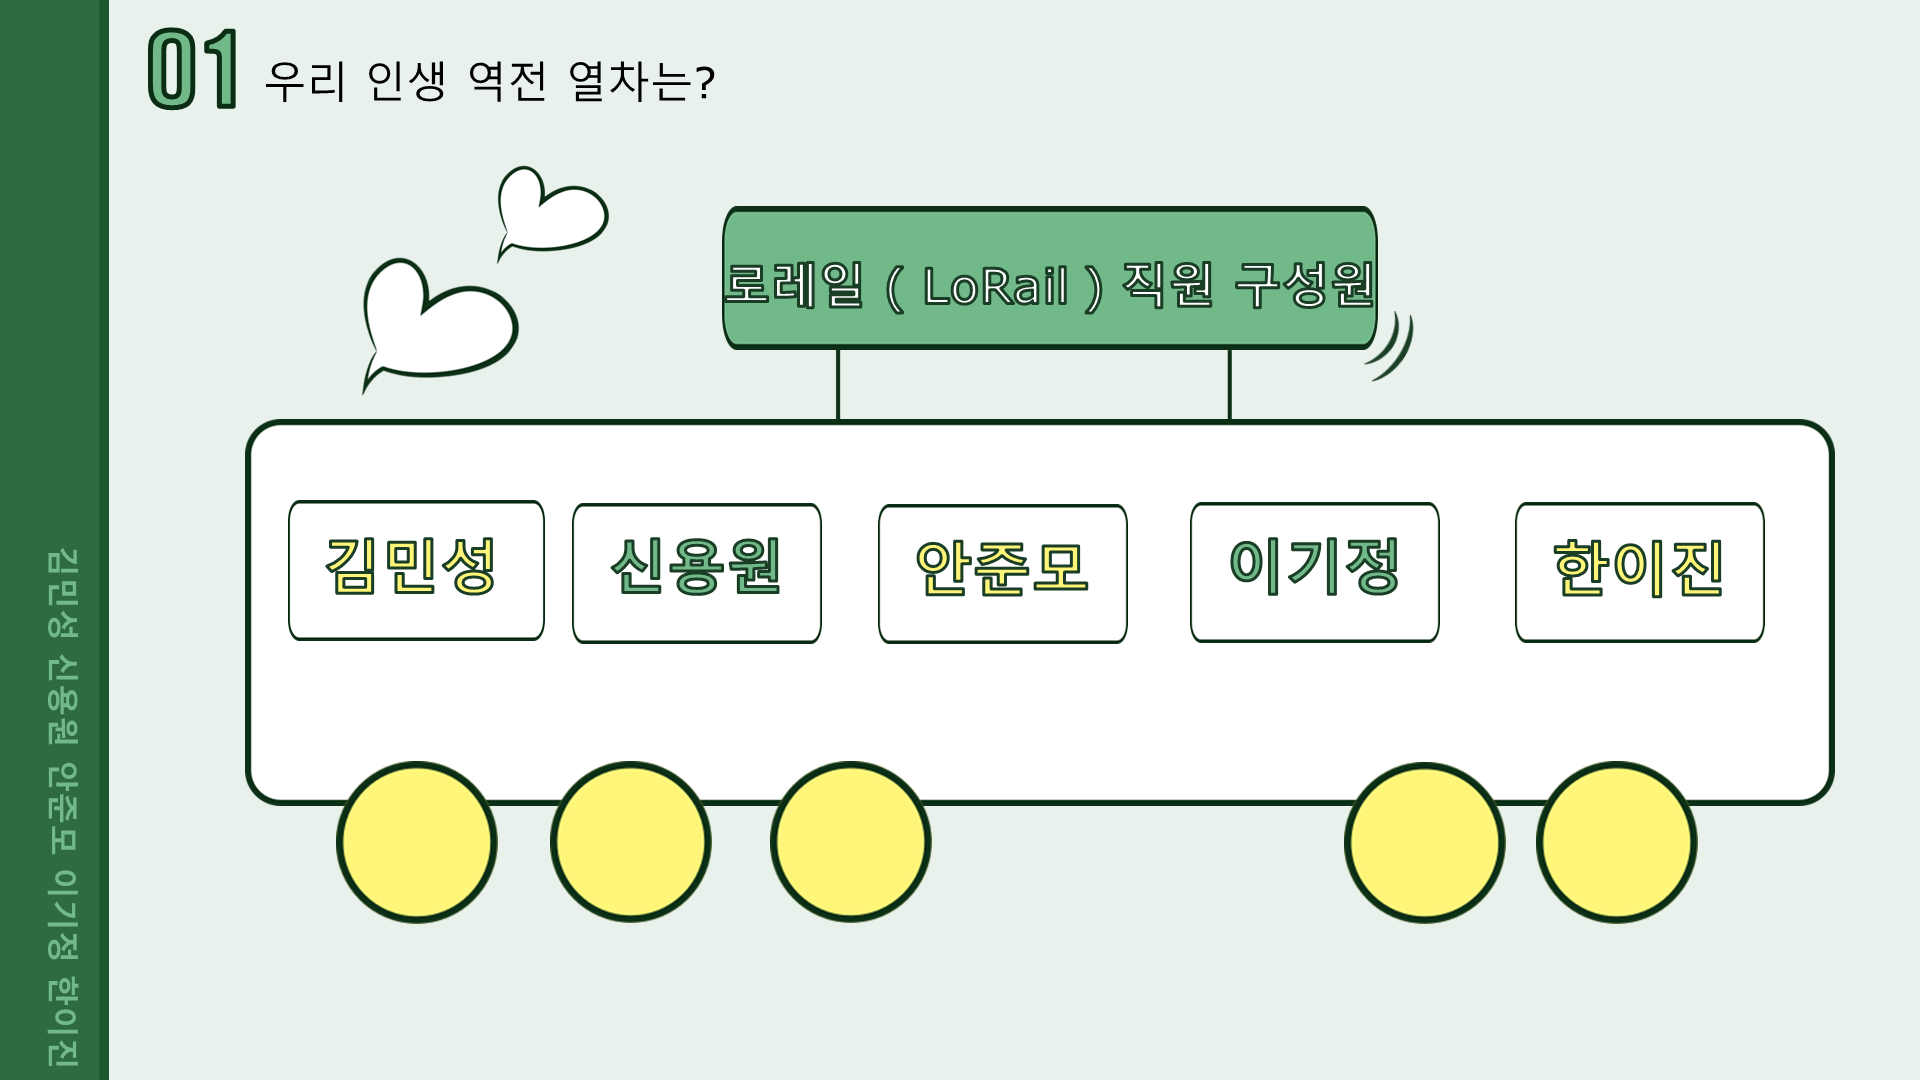 01 우리 인생 역전 열차는?
로레일 ( LoRail ) 직원 구성원
김민성 신용원 안준모 이기정 한이진
김민성 신용원 안준모 이기정 한이진